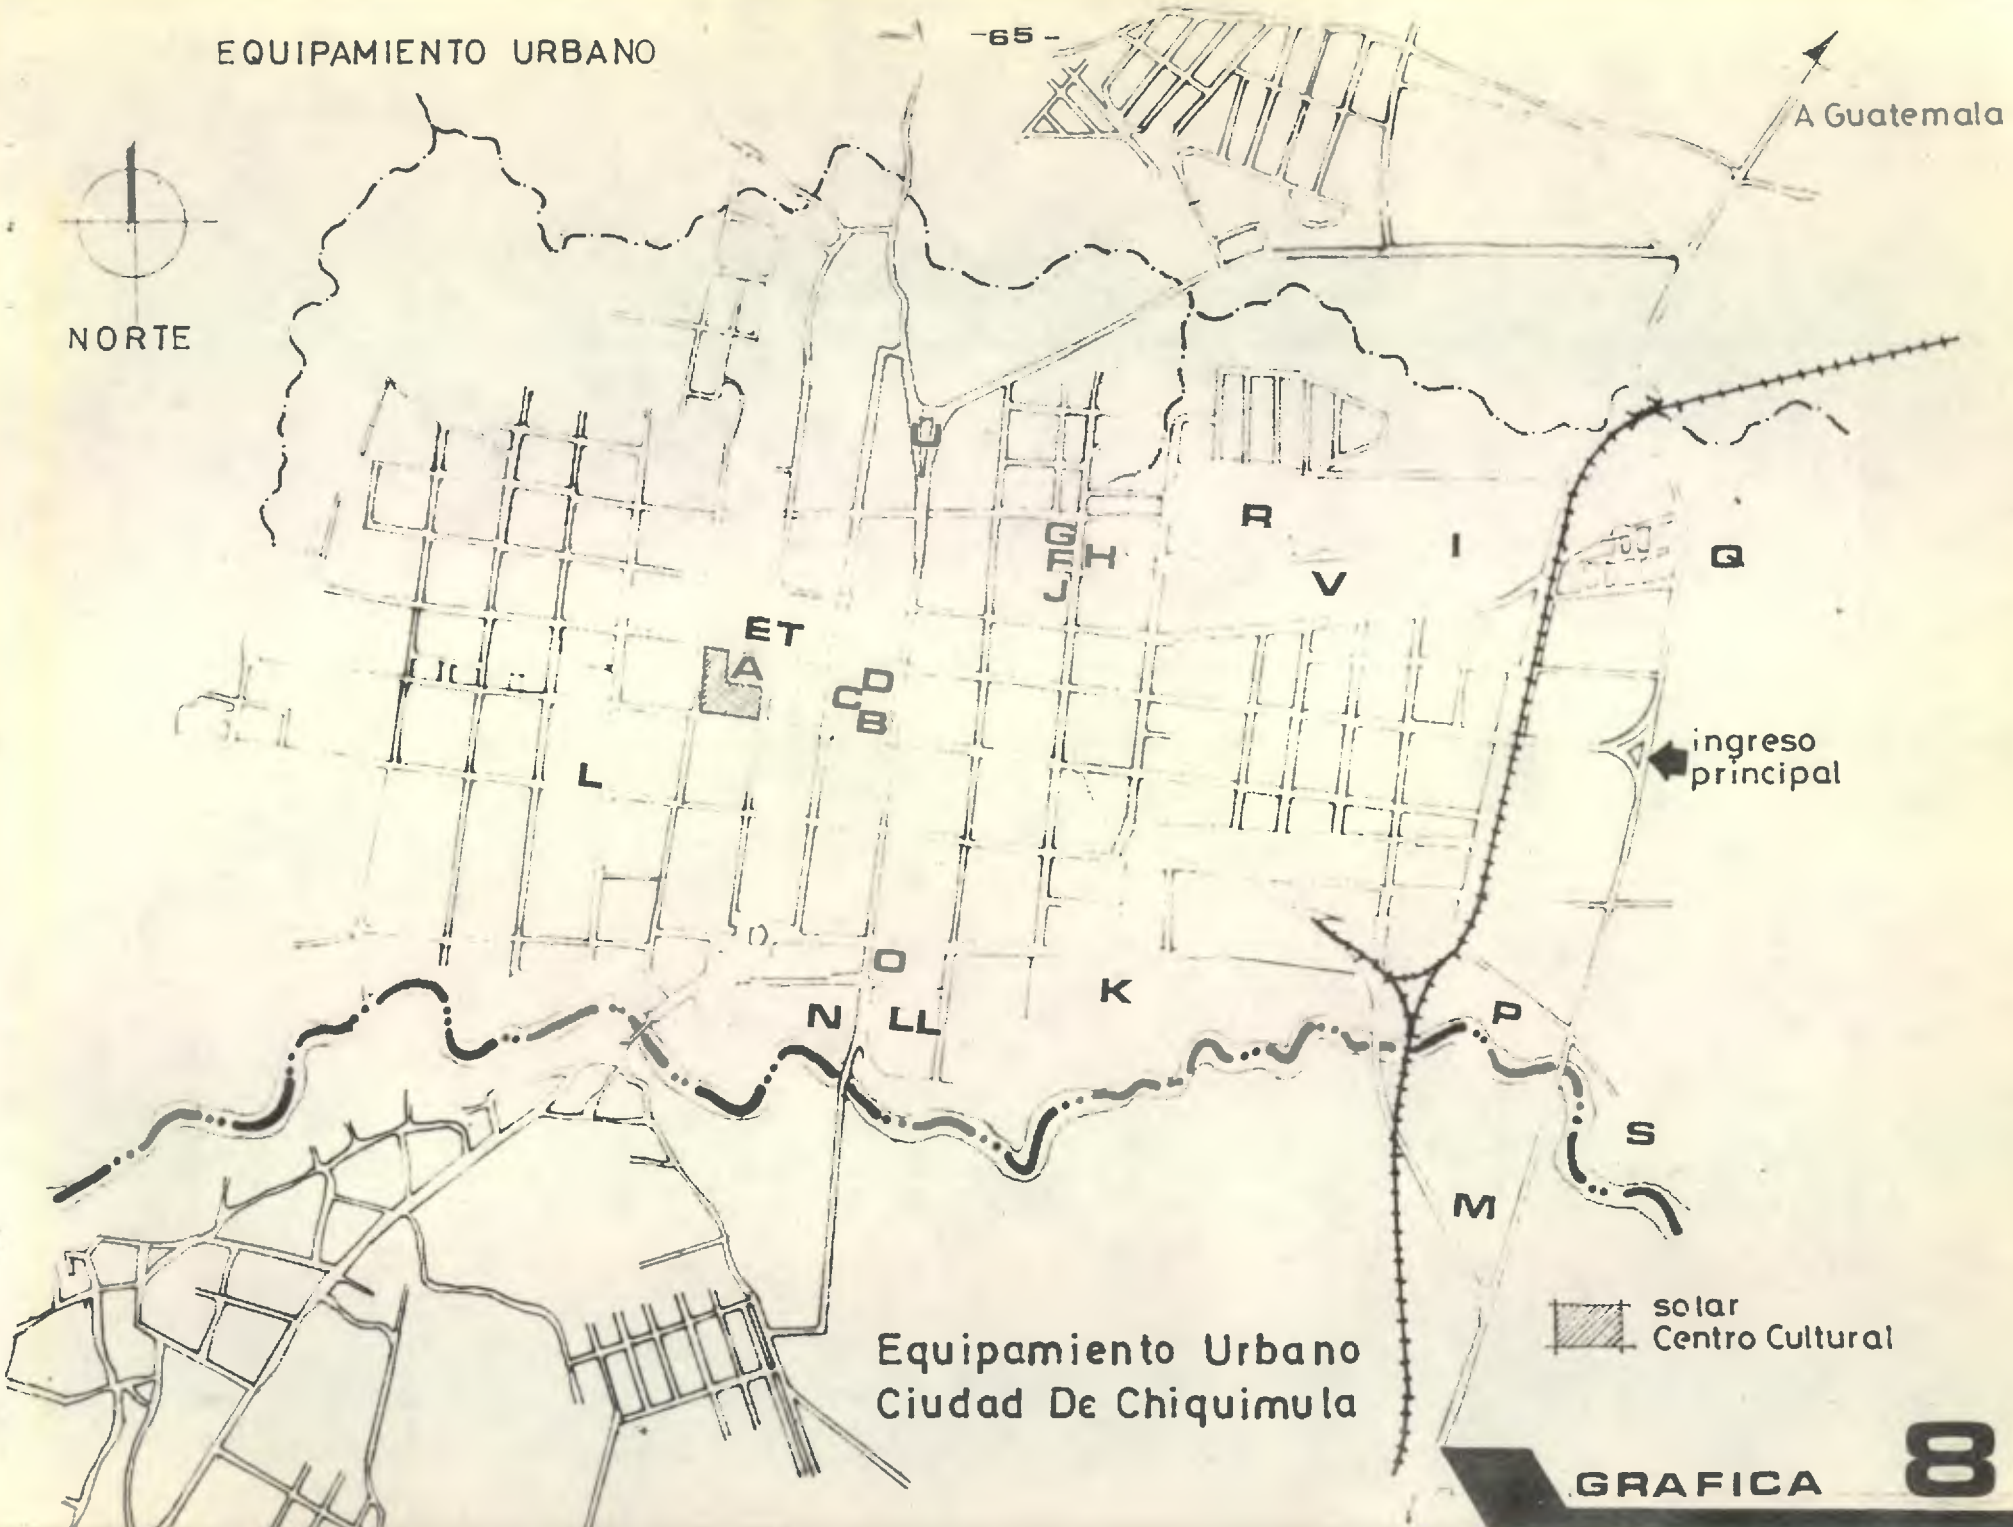 EQUIPAMIENTO URBANO
-65-
A Guatemala
NORTE
U
R
G
F H
I
Q
V
J
ET
A
D
C
B
ingreso
principal
L
O
K
N LL
P
S
M
solar
Centro Cultural
Equipamiento Urbano
Ciudad De Chiquimula
GRAFICA 8